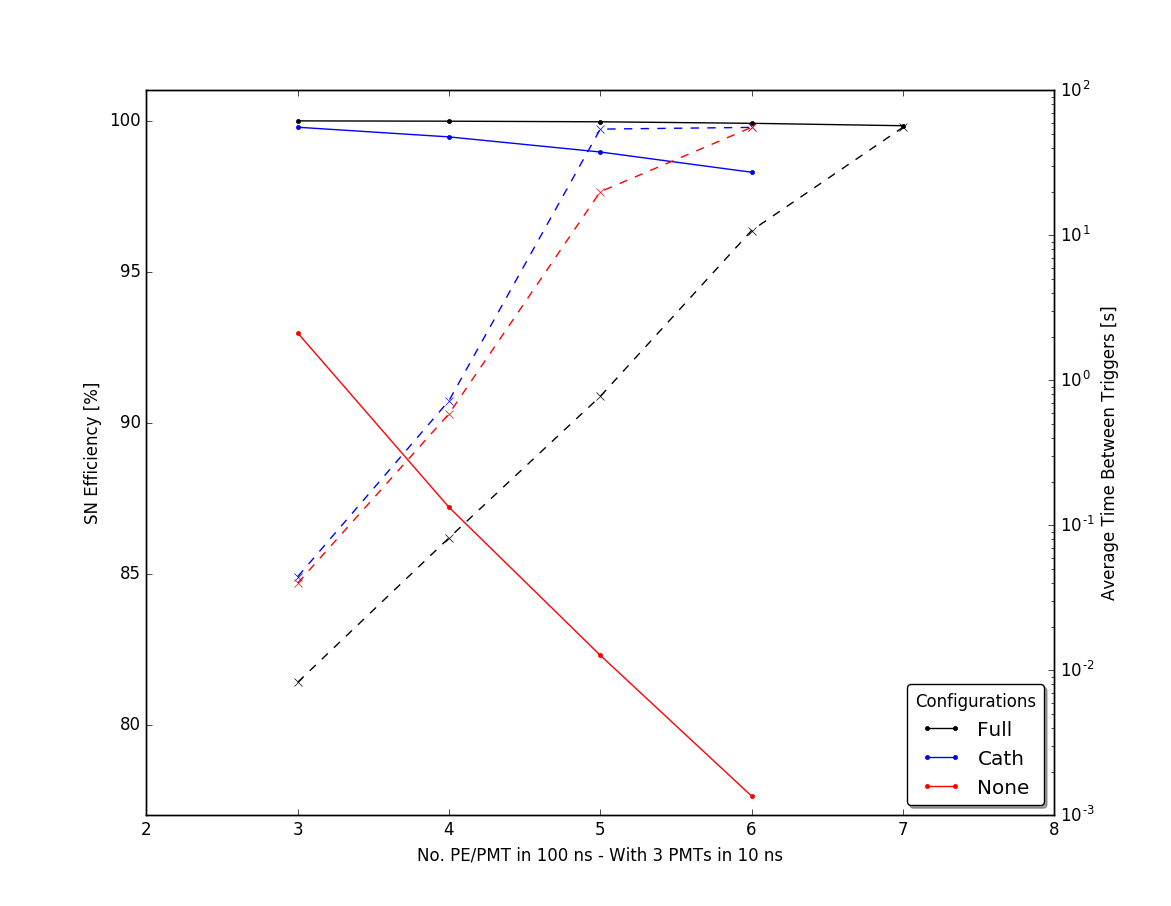 100
95
90
85
80
SN Efficiency [%]
10^2
10^1
10^0
10^-1
10^-2
10^-3
Average Time Between Triggers [s]
Configurations
Full
Cath
None
2 3 4 5 6 7 8
No. PE/PMT in 100 ns - With 3 PMTs in 10 ns